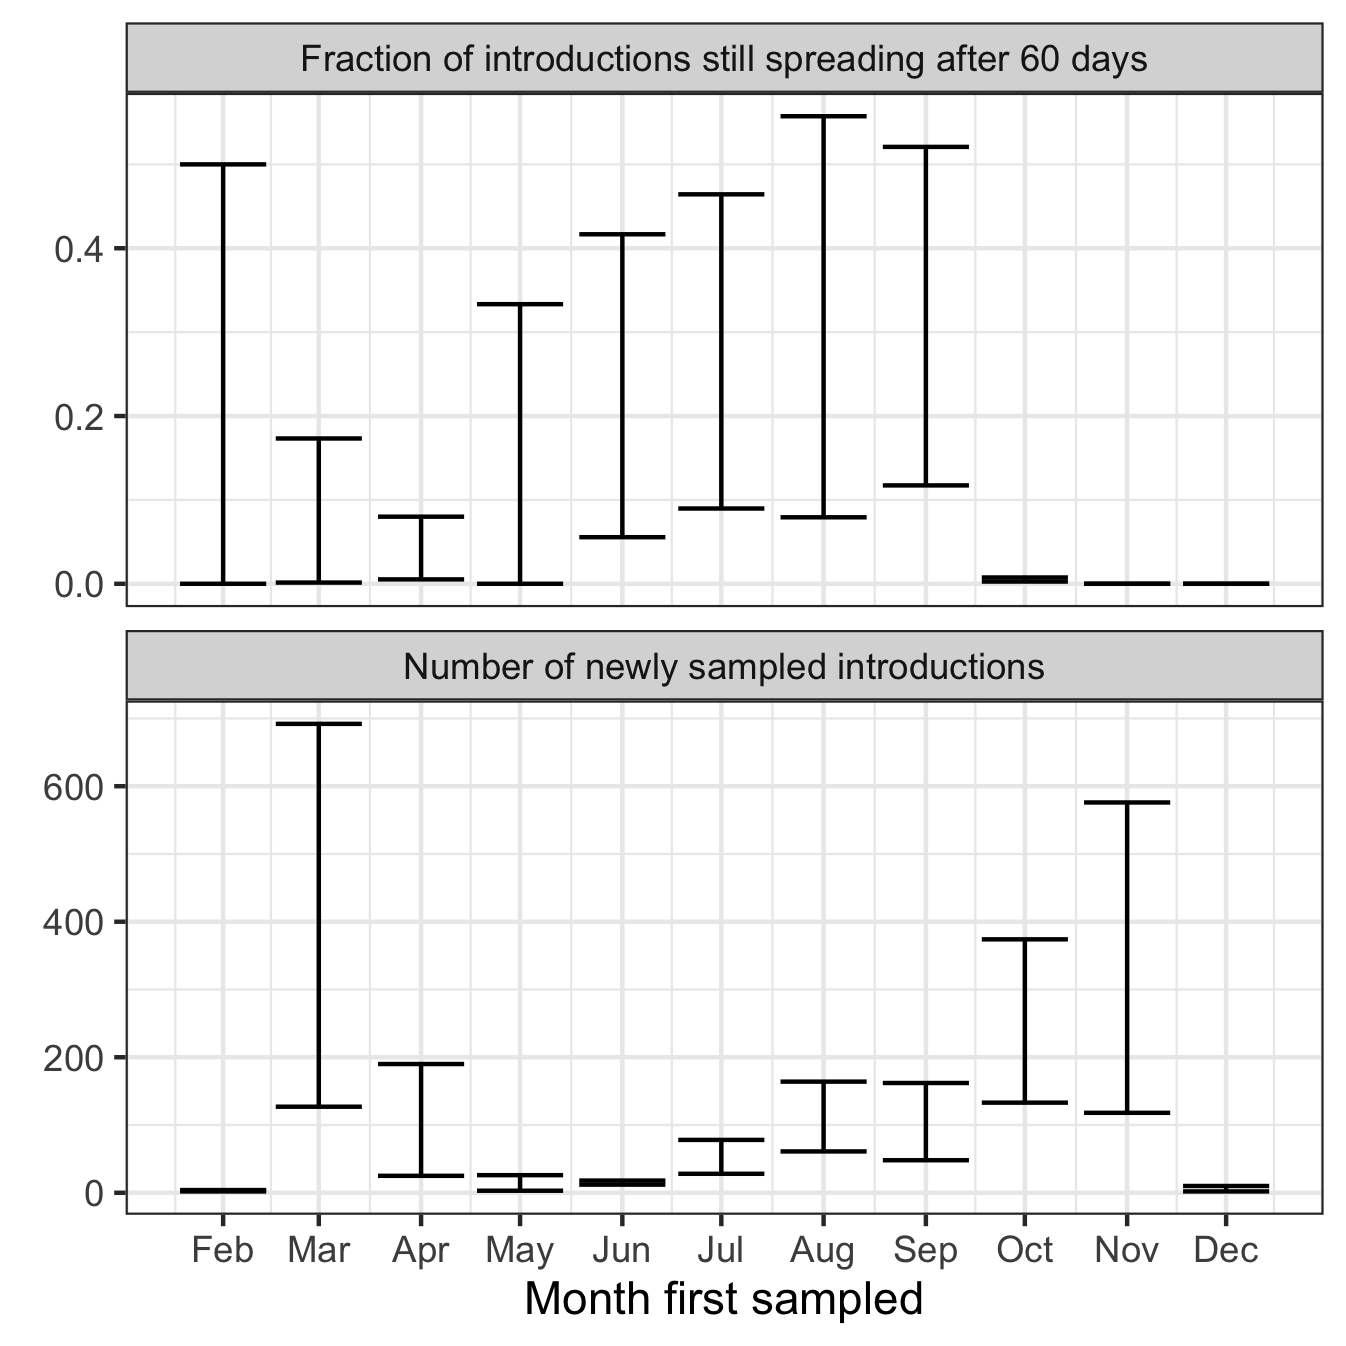 Fraction of introductions still spreading after 60 days
0.4
0.2
0.0
Number of newly sampled introductions
600
400
200
0
Feb Mar Apr May Jun Jul Aug Sep Oct Nov Dec
Month first sampled